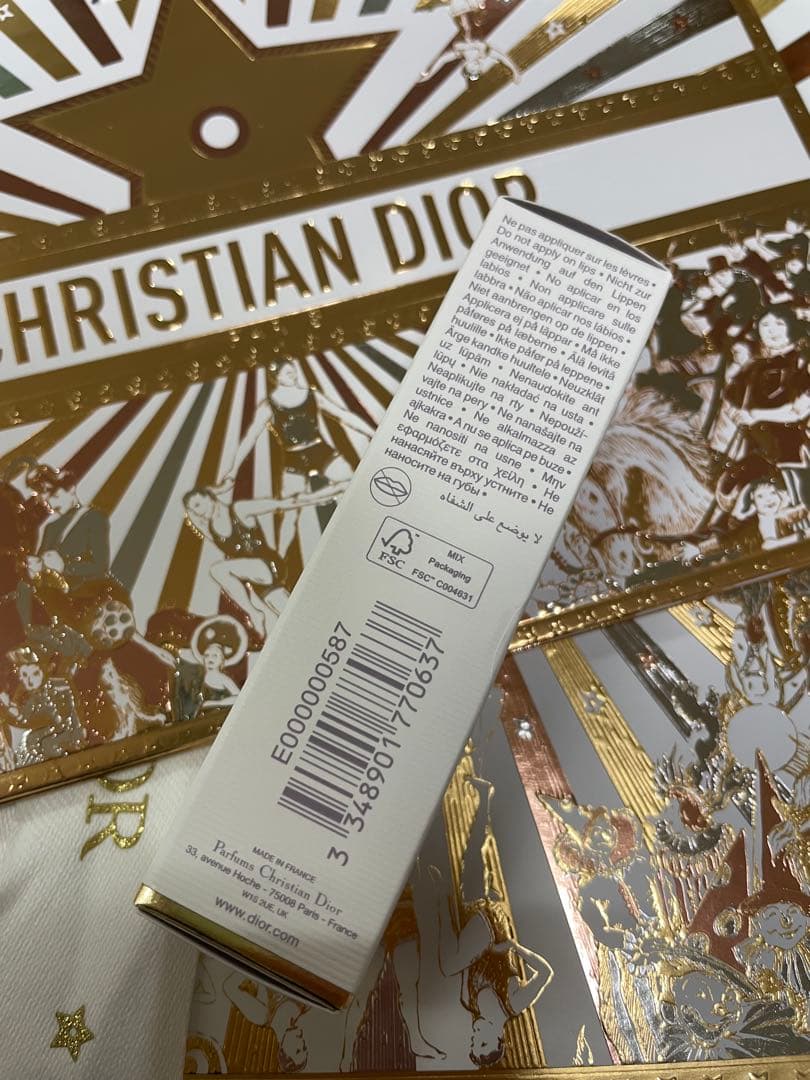 CHRISTIAN DIOR
Ne pas appliquer sur les lèvres •
Do not apply on lips • Nicht zur
Anwendung auf den Lippen
geeignet • No aplicar en los
labios • Non applicare sulle
labbra • Não aplicar nos lábios •
Niet aanbrengen op de lippen •
Applicera ej på läppar • Må ikke
påføres på læberne • Älä levitä
huulille • Ikke påfør på leppene •
Ärge kandke huultele • Neuzklāt
uz lūpām • Nenaudokite ant
lūpų • Nie nakładać na usta •
Neaplikujte na rty • Nepouží-
vajte na pery • Ne nanašajte na
ustnice • Ne alkalmazza az
ajkakra • A nu se aplica pe buze •
Ne nanositi na usne • Μην
εφαρμόζετε στα χείλη • Не
нанасяйте върху устните • Не
наносите на губы •
لا يوضع على الشفاه
FSC™
MIX
Packaging
FSC® C004631
E000000587
3 348901 770637
MADE IN FRANCE
Parfums Christian Dior
33, avenue Hoche - 75008 Paris - France
W1S 2UE, UK
www.dior.com
OR